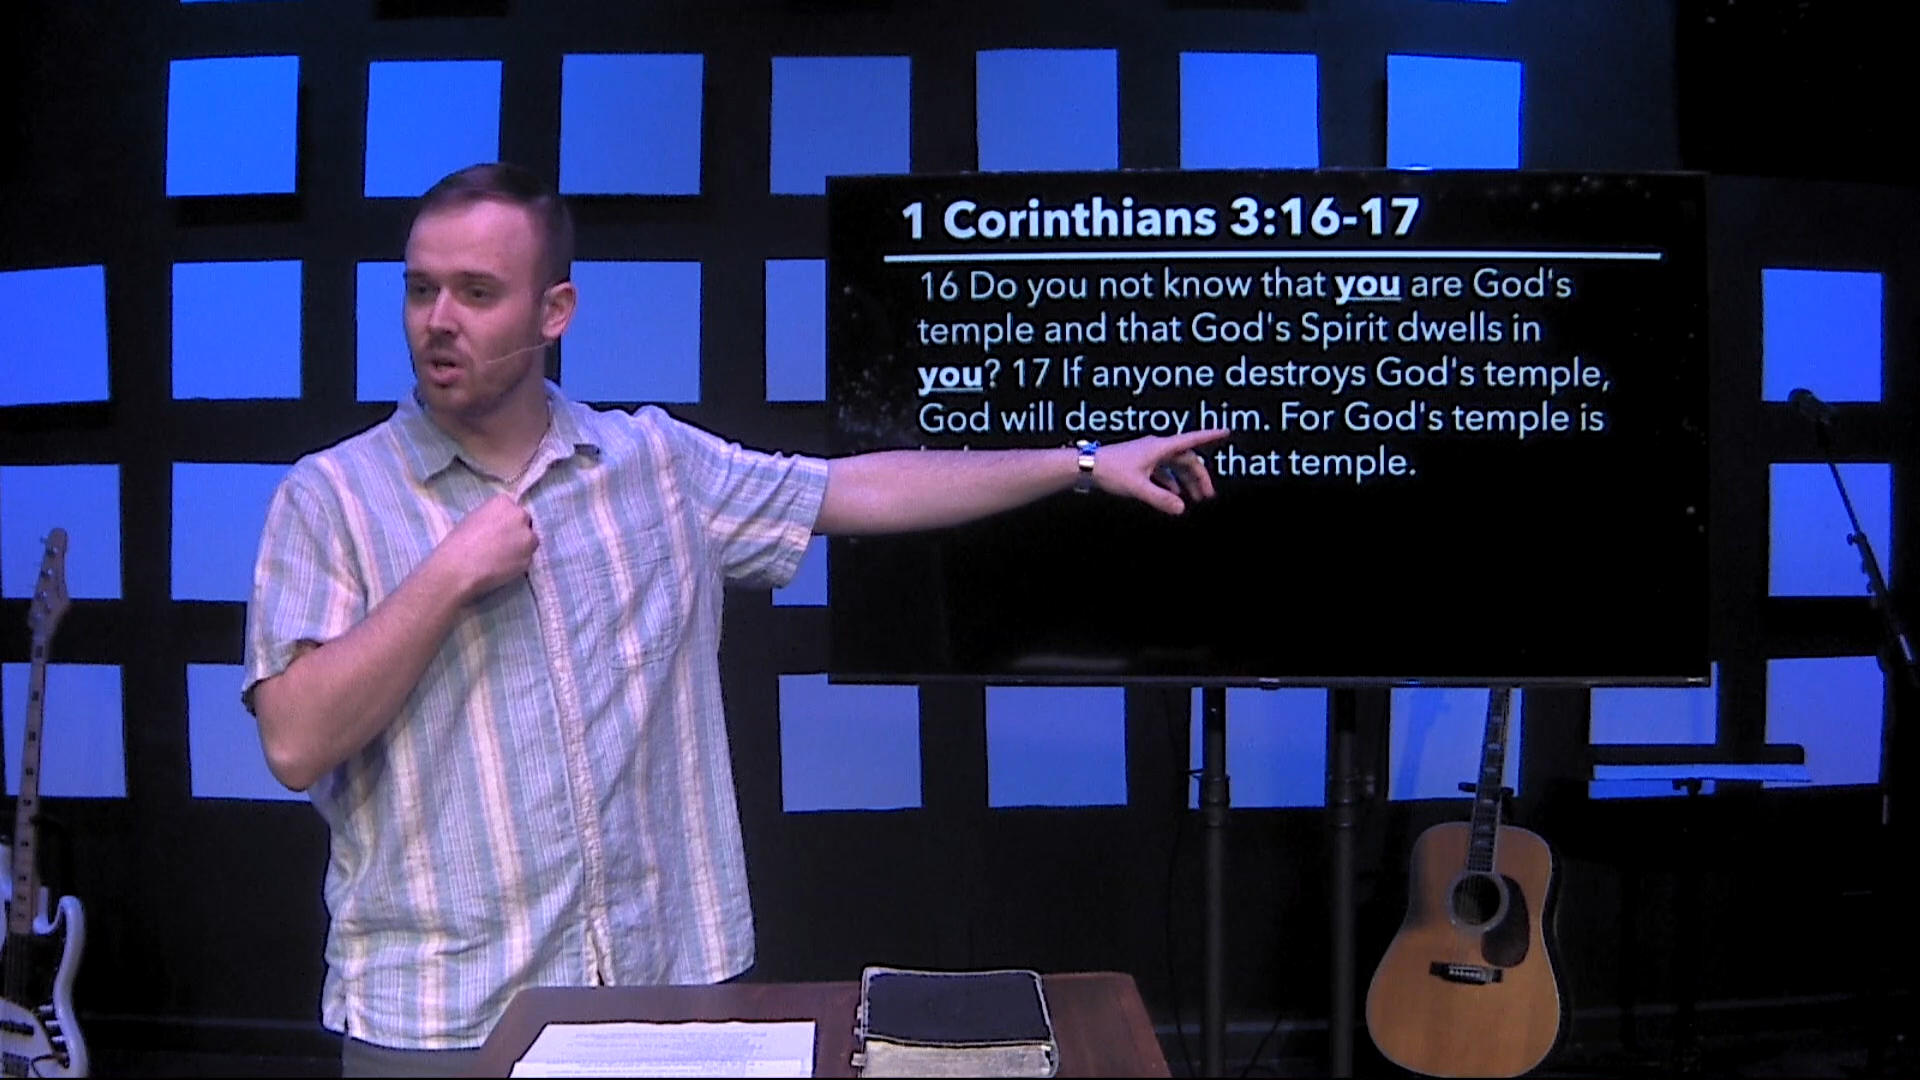 1 Corinthians 3:16-17
16 Do you not know that you are God's
temple and that God's Spirit dwells in
you? 17 If anyone destroys God's temple,
God will destroy him. For God's temple is
that temple.